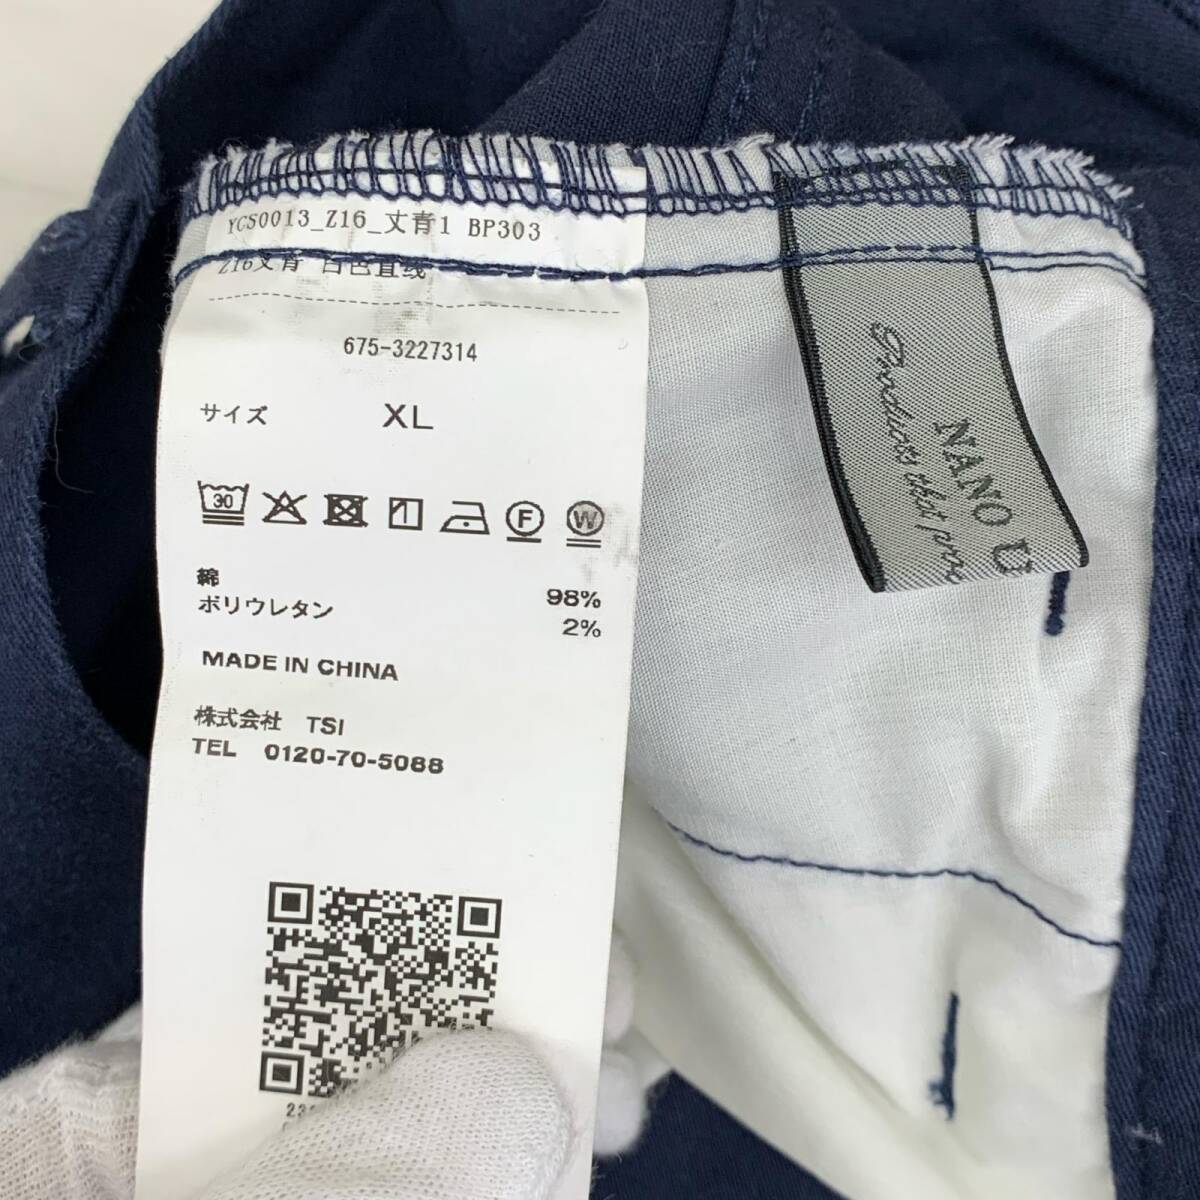 YCS0013_Z16_丈青1 BP303
Z16丈青 白色直线
675-3227314
サイズ XL
30
F
W
綿 98%
ポリウレタン 2%
MADE IN CHINA
株式会社 TSI
TEL 0120-70-5088
NANO U
Products that